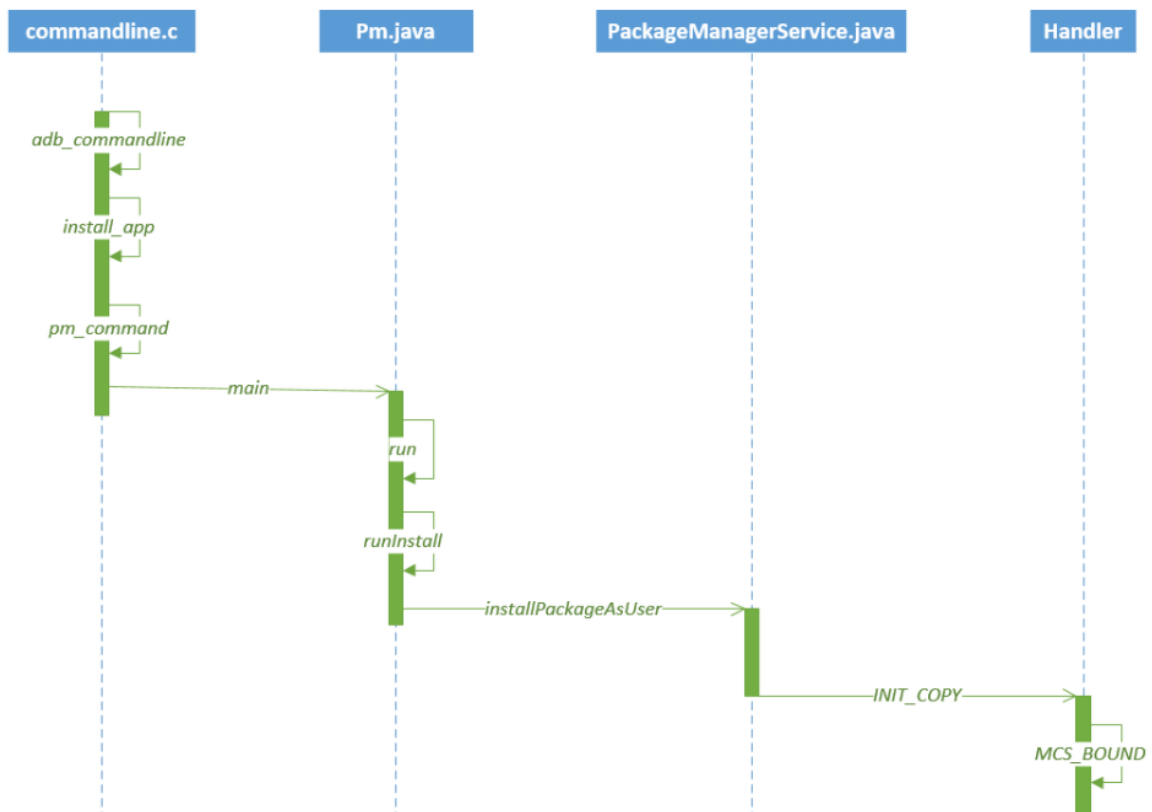 commandline.c
Pm.java
PackageManagerService.java
Handler
adb_commandline
install_app
pm_command
main
run
runInstall
installPackageAsUser
INIT_COPY
MCS_BOUND